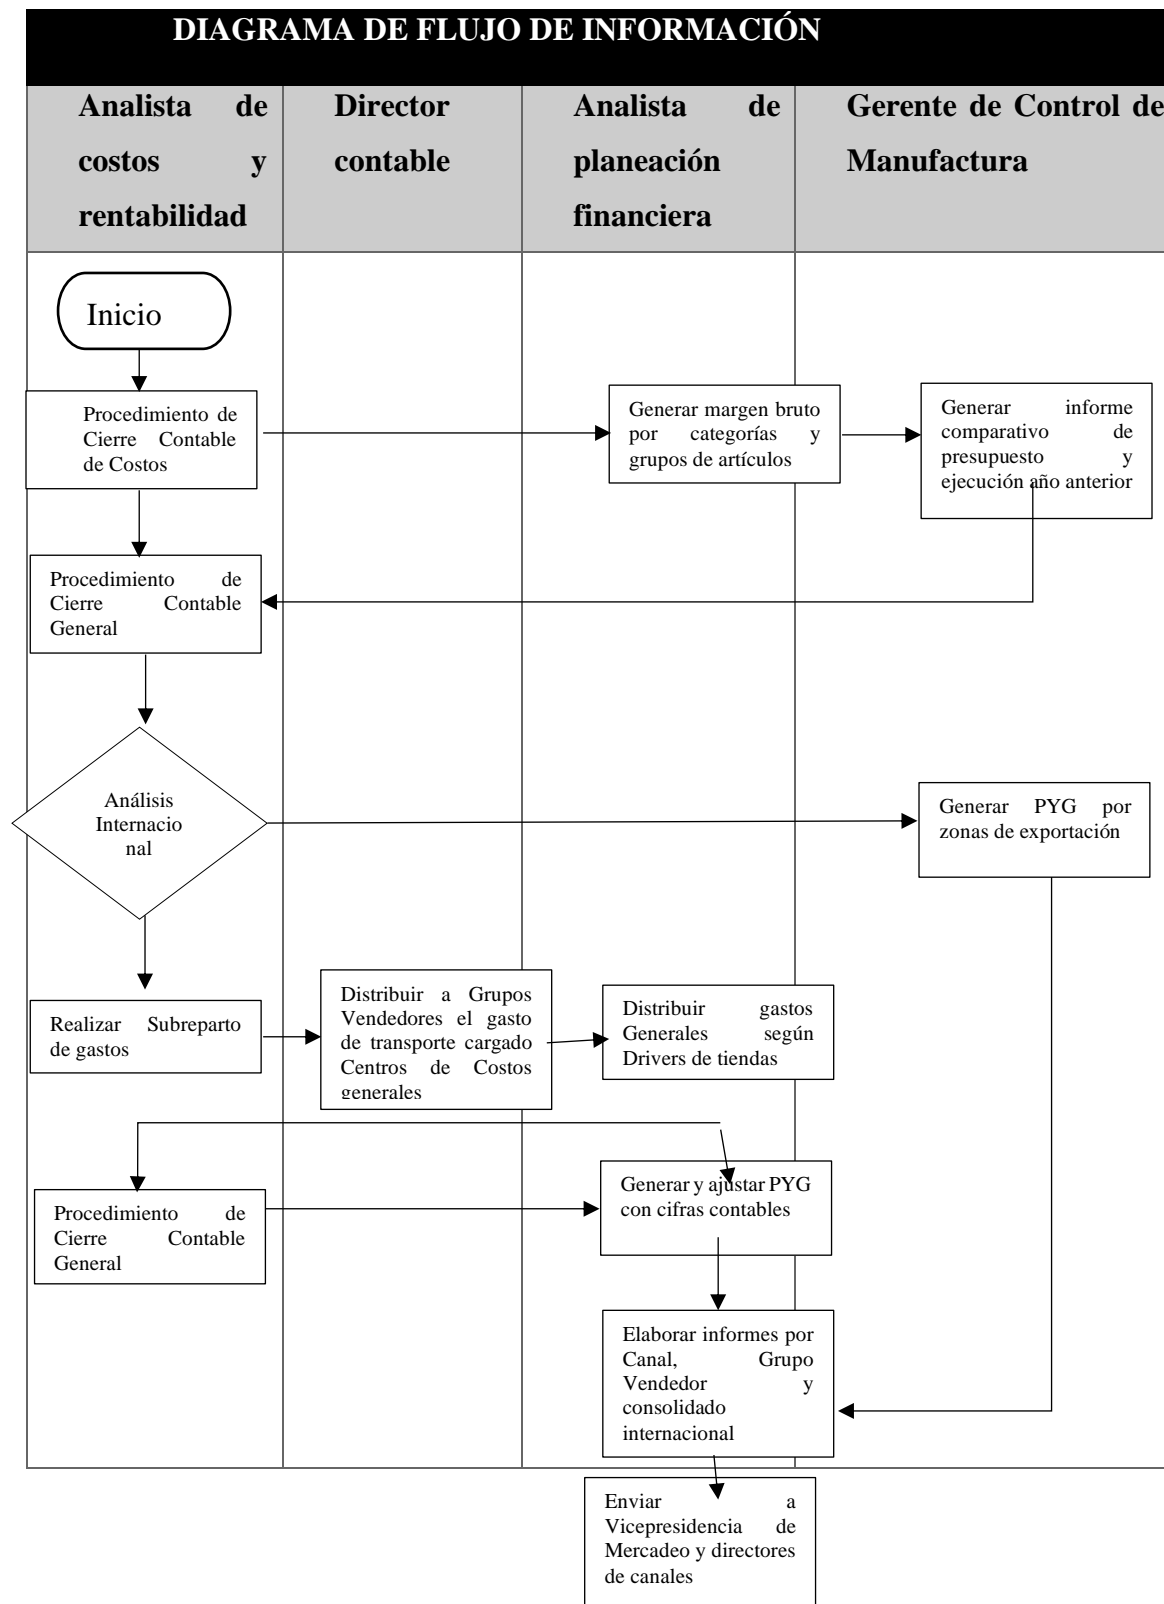 DIAGRAMA DE FLUJO DE INFORMACIÓN
Analista de
costos y
rentabilidad
Director
contable
Analista de
planeación
financiera
Gerente de Control de
Manufactura
Inicio
Procedimiento de
Cierre Contable
de Costos
Generar margen bruto
por categorías y
grupos de artículos
Generar informe
comparativo de
presupuesto y
ejecución año anterior
Procedimiento de
Cierre Contable
General
Análisis
Internacio
nal
Generar PYG por
zonas de exportación
Realizar Subreparto
de gastos
Distribuir a Grupos
Vendedores el gasto
de transporte cargado
Centros de Costos
generales
Distribuir gastos
Generales según
Drivers de tiendas
Procedimiento de
Cierre Contable
General
Generar y ajustar PYG
con cifras contables
Elaborar informes por
Canal, Grupo
Vendedor y
consolidado
internacional
Enviar a
Vicepresidencia de
Mercadeo y directores
de canales